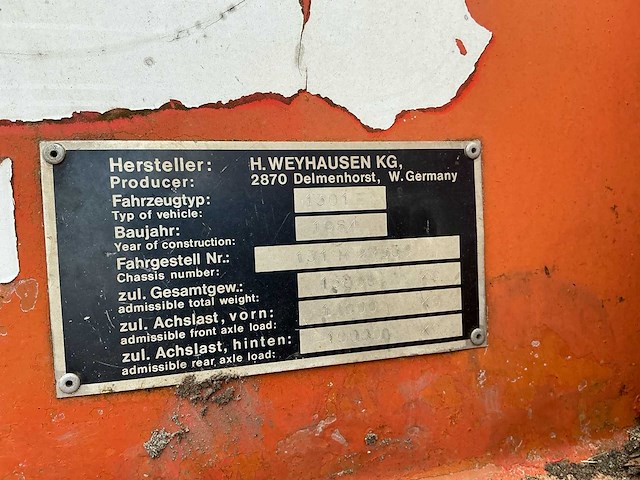 Hersteller: H. WEYHAUSEN KG,
Producer: 2870 Delmenhorst, W. Germany
Fahrzeugtyp:
Typ of vehicle:
Baujahr:
Year of construction:
Fahrgestell Nr.:
Chassis number:
zul. Gesamtgew.:
admissible total weight:
zul. Achslast, vorn:
admissible front axle load:
zul. Achslast, hinten:
admissible rear axle load: